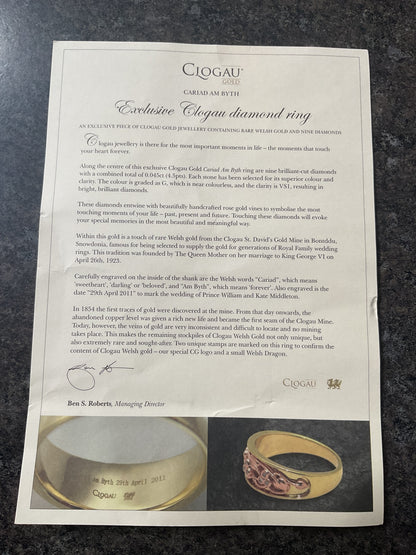 CLOGAU
GOLD
CARIAD AM BYTH
Exclusive Clogau diamond ring
AN EXCLUSIVE PIECE OF CLOGAU GOLD JEWELLERY CONTAINING RARE WELSH GOLD AND NINE DIAMONDS
Clogau jewellery is there for the most important moments in life – the moments that touch
your heart forever.
Along the centre of this exclusive Clogau Gold Cariad Am Byth ring are nine brilliant-cut diamonds
with a combined total of 0.045ct (4.5pts). Each stone has been selected for its superior colour and
clarity. The colour is graded as G, which is near colourless, and the clarity is VS1, resulting in
bright, brilliant diamonds.
These diamonds entwine with beautifully handcrafted rose gold vines to symbolise the most
touching moments of your life – past, present and future. Touching these diamonds will evoke
your special memories in the most beautiful and meaningful way.
Within this gold is a touch of rare Welsh gold from the Clogau St. David's Gold Mine in Bontddu,
Snowdonia, famous for being selected to supply the gold for generations of Royal Family wedding
rings. This tradition was founded by The Queen Mother on her marriage to King George VI on
April 26th, 1923.
Carefully engraved on the inside of the shank are the Welsh words "Cariad", which means
'sweetheart', 'darling' or 'beloved', and "Am Byth", which means 'forever'. Also engraved is the
date "29th April 2011" to mark the wedding of Prince William and Kate Middleton.
In 1854 the first traces of gold were discovered at the mine. From that day onwards, the
abandoned copper level was given a rich new life and became the first seam of the Clogau Mine.
Today, however, the veins of gold are very inconsistent and difficult to locate and no mining
takes place. This makes the remaining stockpiles of Clogau Welsh Gold not only unique, but
also extremely rare and sought-after. Two unique stamps are marked on this ring to confirm the
content of Clogau Welsh gold – our special CG logo and a small Welsh Dragon.
CLOGAU
Ben S. Roberts, Managing Director
Am Byth 29th April 2011
CLOGAU